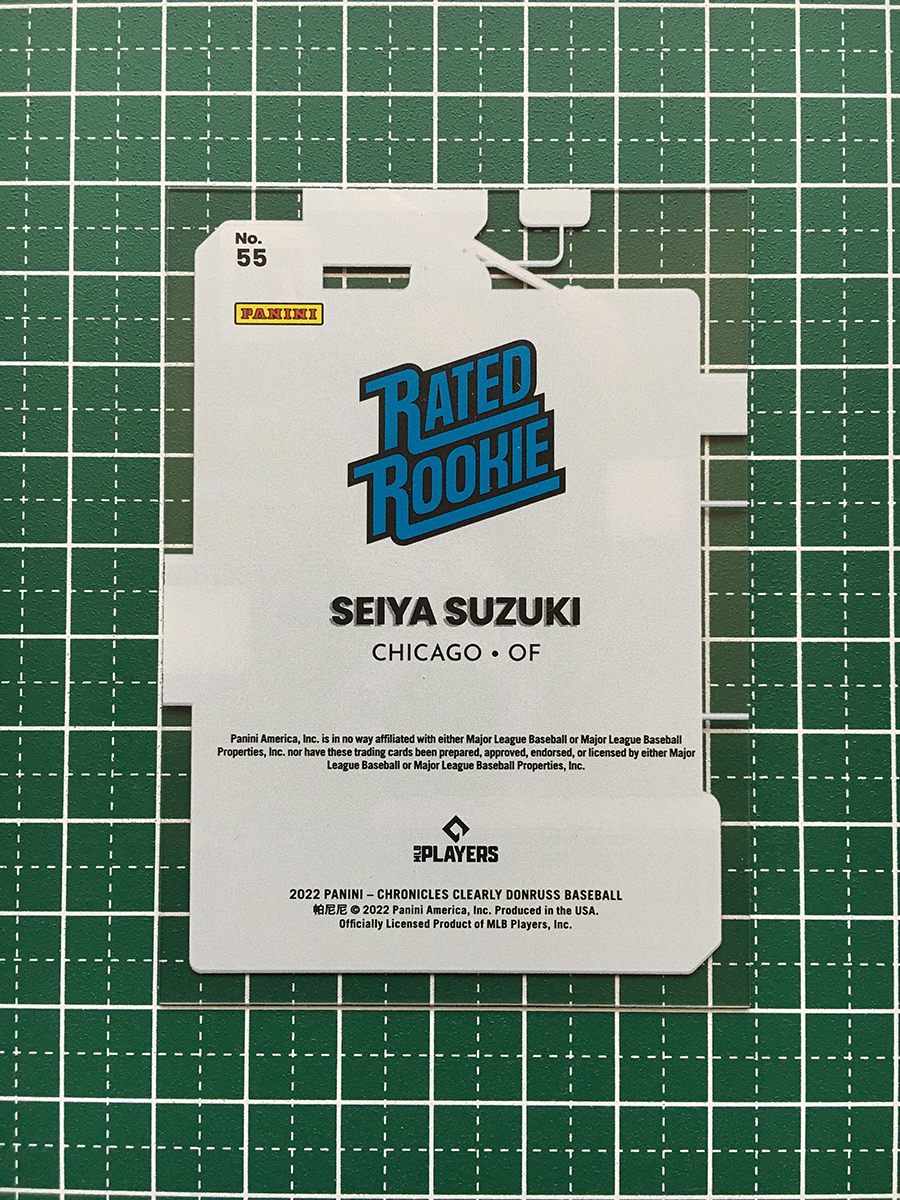 No.
55
PANINI
RATED
ROOKIE
SEIYA SUZUKI
CHICAGO • OF
Panini America, Inc. is in no way affiliated with either Major League Baseball or Major League Baseball
Properties, Inc. nor have these trading cards been prepared, approved, endorsed, or licensed by either Major
League Baseball or Major League Baseball Properties, Inc.
MLB PLAYERS
2022 PANINI – CHRONICLES CLEARLY DONRUSS BASEBALL
帕尼尼 © 2022 Panini America, Inc. Produced in the USA.
Officially Licensed Product of MLB Players, Inc.